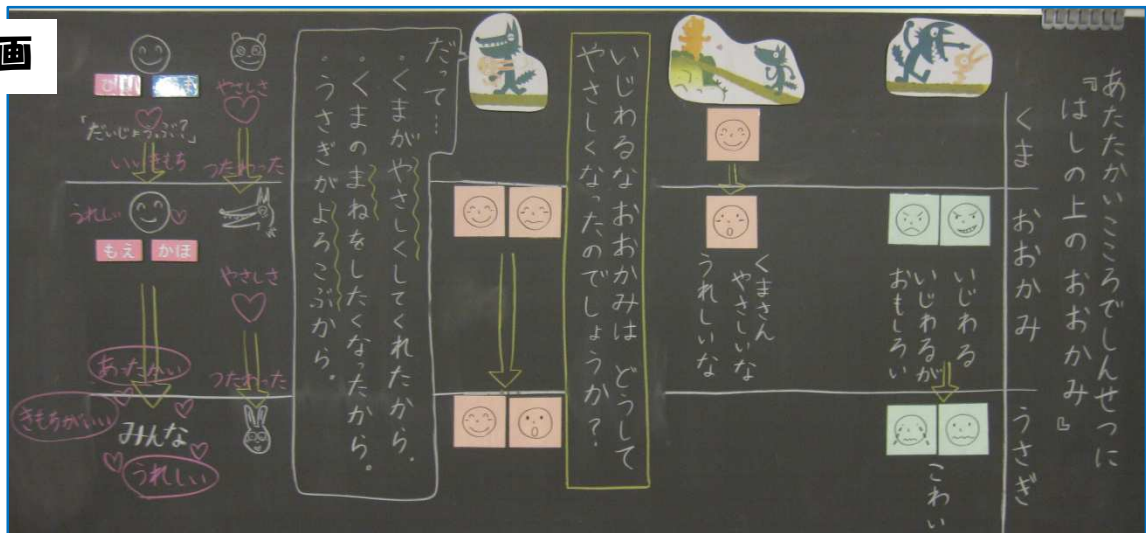 あたたかいこころでしんせつに
『はしの上のおおかみ』
くま
おおかみ
うさぎ
いじわる
いじわるが
おもしろい
こわい
くまさん
やさしいな
うれしいな
いじわるなおおかみは どうして
やさしくなったのでしょうか?
だって…
・くまがやさしくしてくれたから。
・くまのまねをしたくなったから。
・うさぎがよろこぶから。
やさしさ
つたわった
やさしさ
つたわった
「だいじょうぶ?」
いいきもち
うれしい
もえ
かほ
あったかい
きもちがいい
みんな
うれしい
画